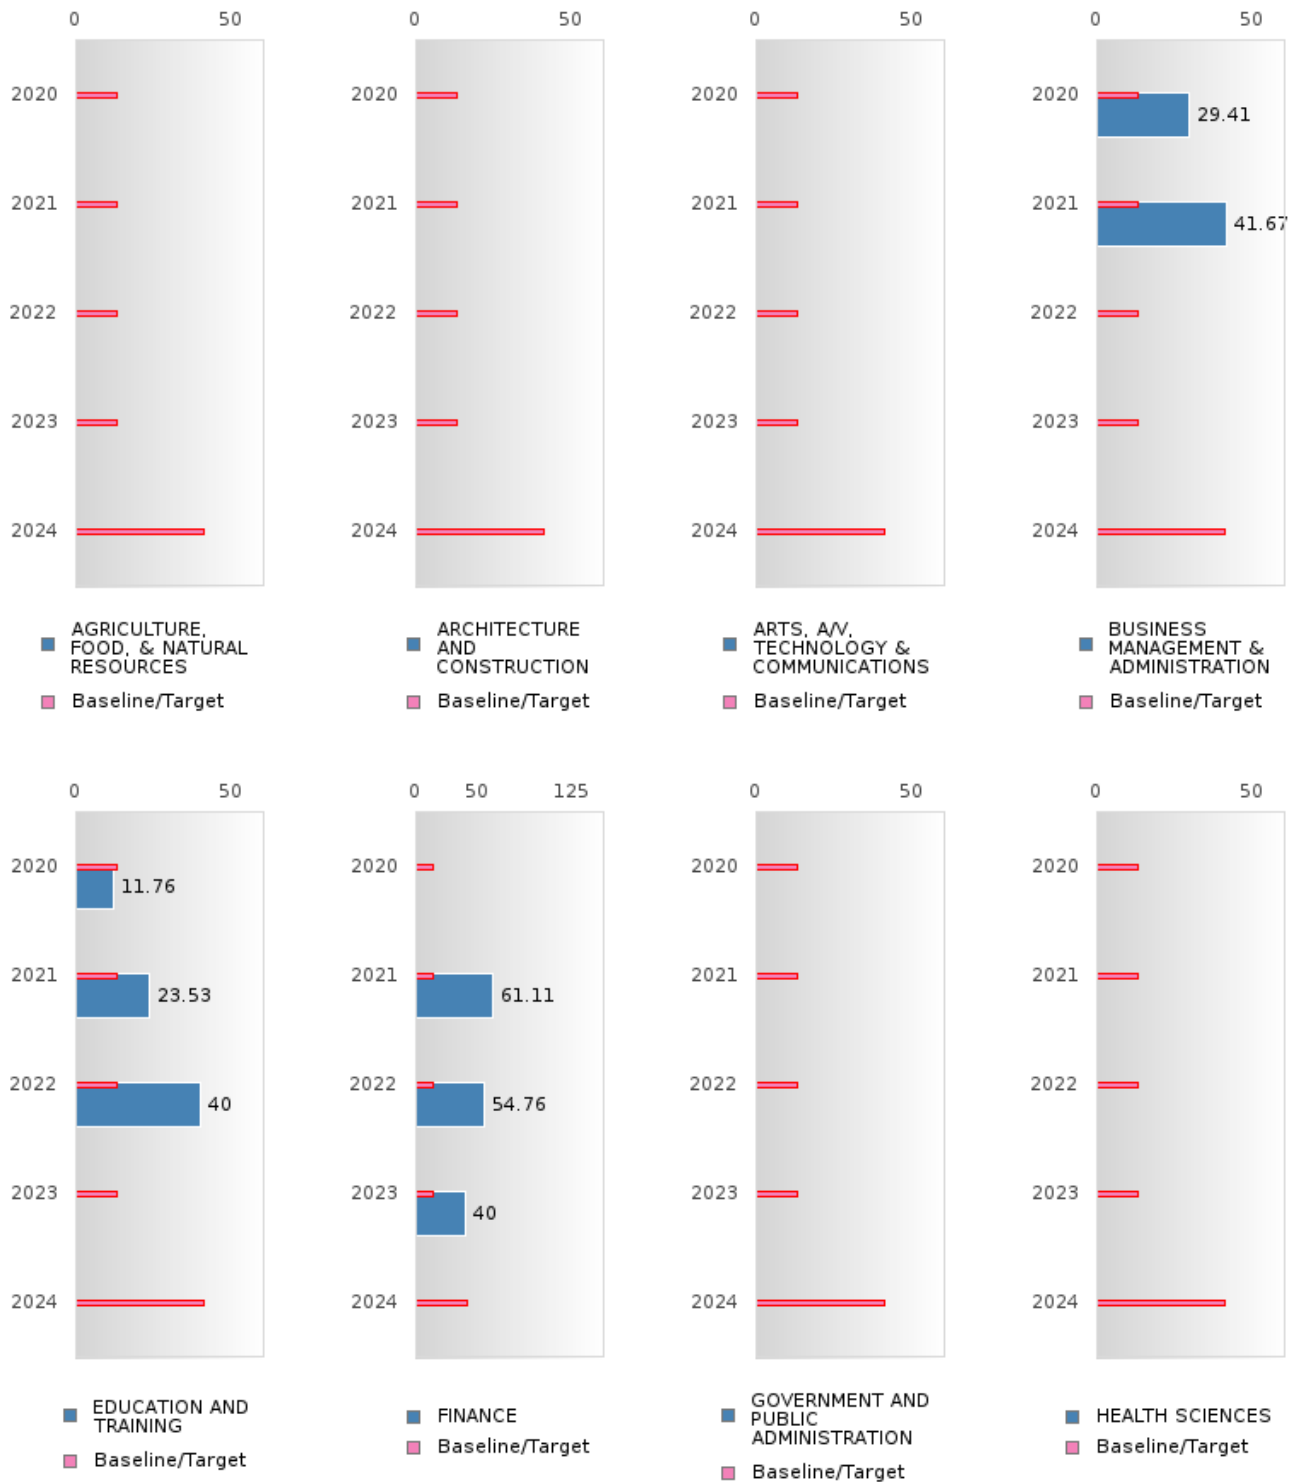 0 50
2020
2021
2022
2023
2024
AGRICULTURE,
FOOD, & NATURAL
RESOURCES
Baseline/Target
0 50
2020
2021
2022
2023
2024
ARCHITECTURE
AND
CONSTRUCTION
Baseline/Target
0 50
2020
2021
2022
2023
2024
ARTS, A/V,
TECHNOLOGY &
COMMUNICATIONS
Baseline/Target
0 50
2020
29.41
2021
41.67
2022
2023
2024
BUSINESS
MANAGEMENT &
ADMINISTRATION
Baseline/Target
0 50
2020
11.76
2021
23.53
2022
40
2023
2024
EDUCATION AND
TRAINING
Baseline/Target
0 50 125
2020
2021
61.11
2022
54.76
2023
40
2024
FINANCE
Baseline/Target
0 50
2020
2021
2022
2023
2024
GOVERNMENT AND
PUBLIC
ADMINISTRATION
Baseline/Target
0 50
2020
2021
2022
2023
2024
HEALTH SCIENCES
Baseline/Target